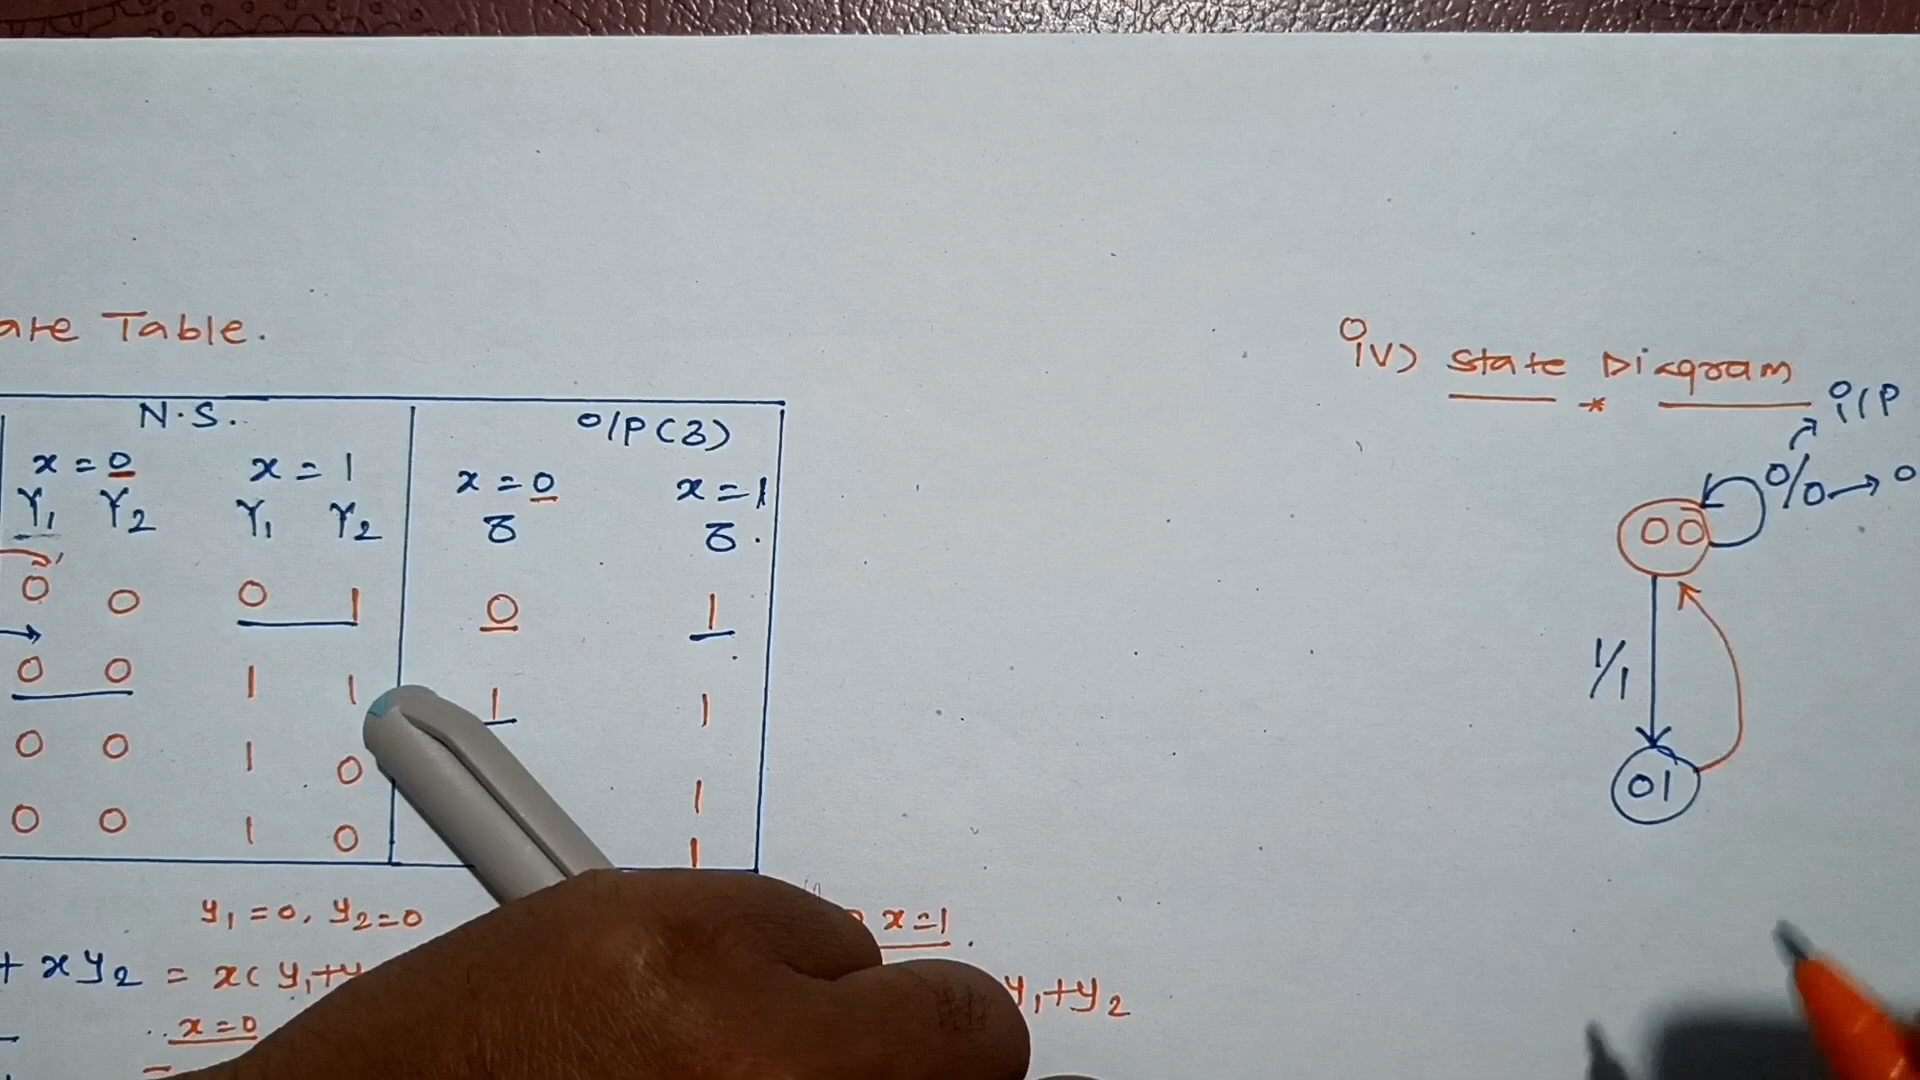 Table.
iv) State Diagram
i/P
N.S.
O/P(z)
x = 0
x = 1
x = 0
x = 1
Y1 Y2
Y1 Y2
z
z.
0 0 0 1 0 1
0 0 1 1 1 1
0 0 1 0 1
0 0 1 0 1
0/0 → 0
00
1/1
01
y1 = 0, y2 = 0
x = 1.
+ xy2 = x(y1+y
y1+y2
x = 0
=